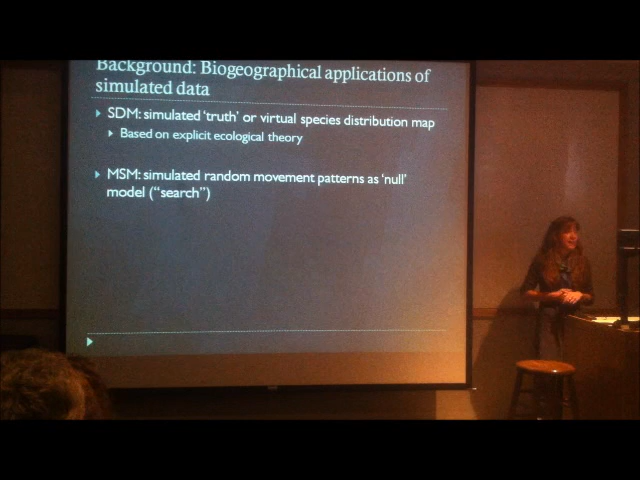 Background: Biogeographical applications of
simulated data
SDM: simulated 'truth' or virtual species distribution map
Based on explicit ecological theory
MSM: simulated random movement patterns as 'null'
model ("search")